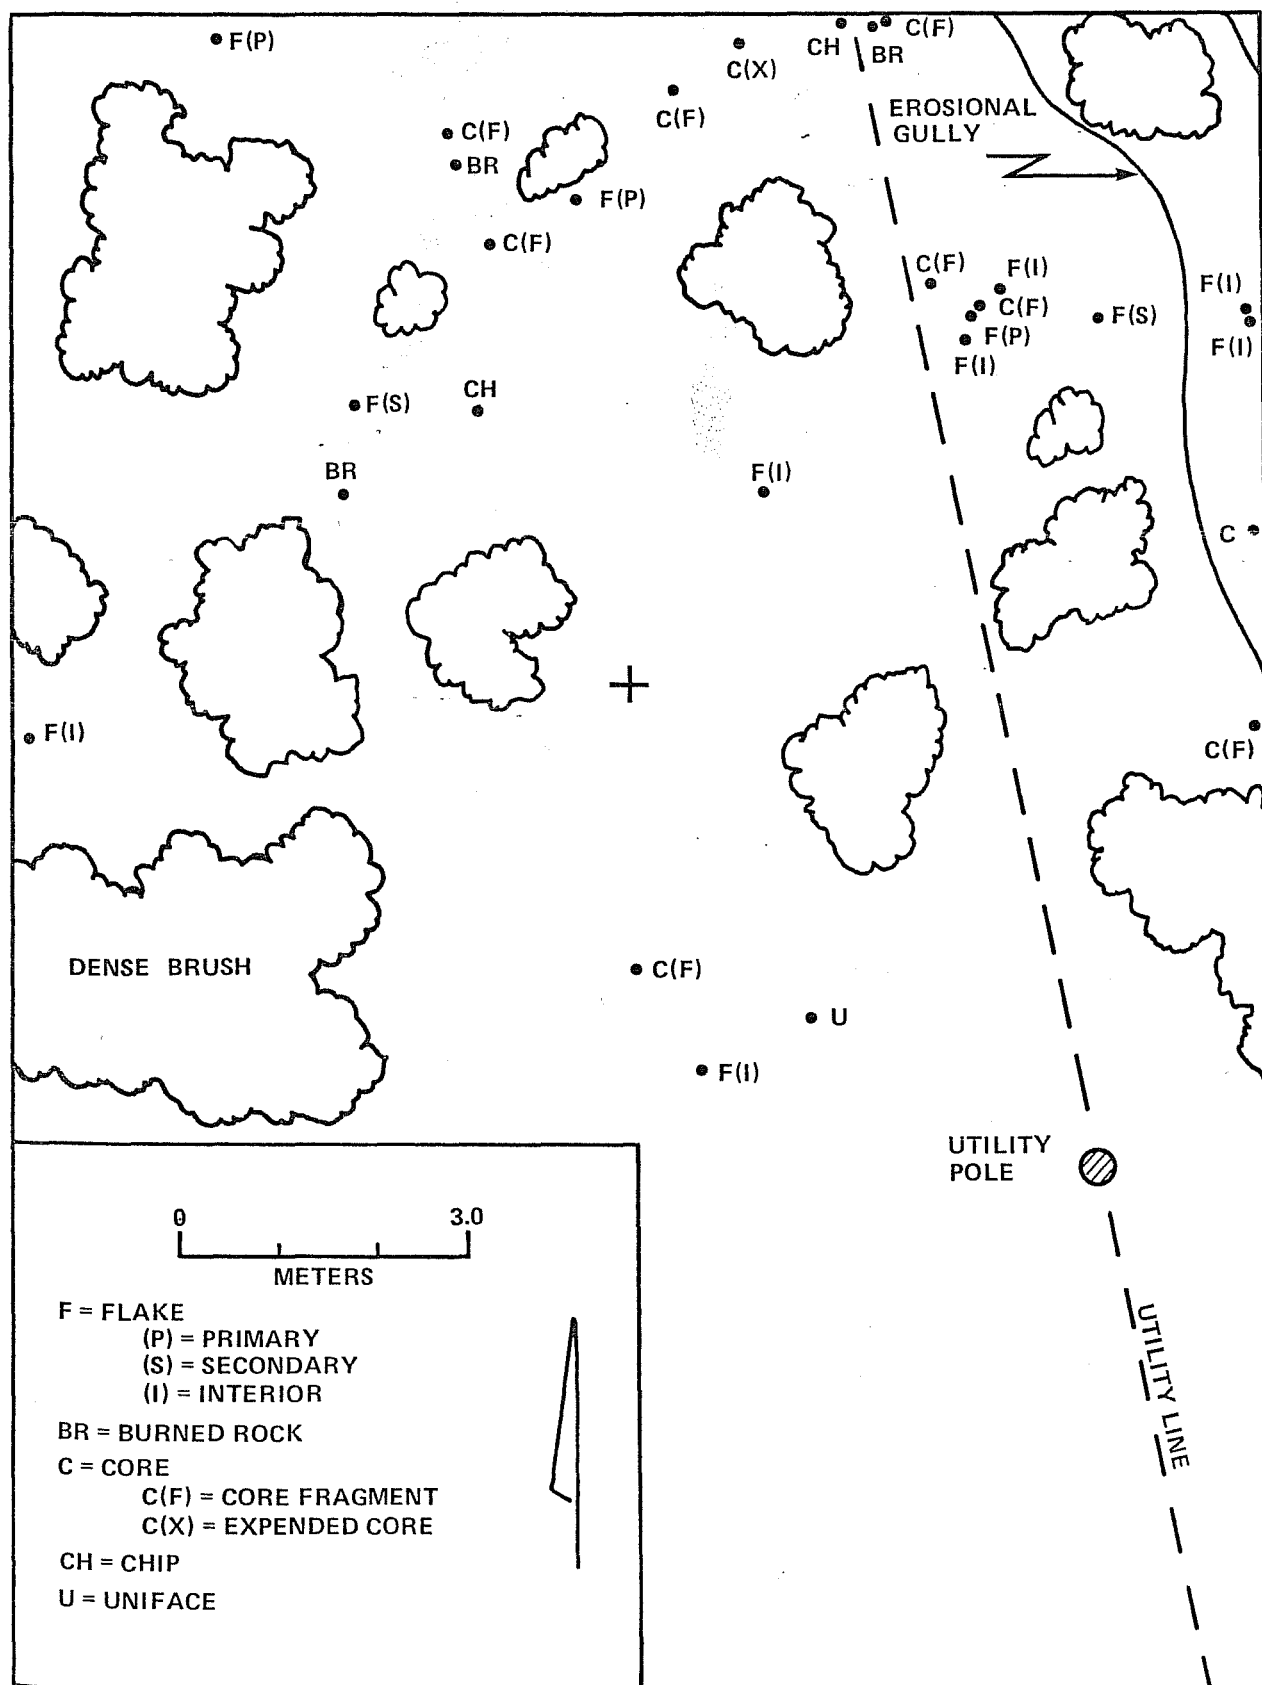 F(P)
CH
BR
C(F)
C(X)
C(F)
EROSIONAL
GULLY
C(F)
BR
F(P)
C(F)
C(F)
F(I)
C(F)
F(P)
F(I)
F(S)
F(I)
F(I)
F(S)
CH
BR
F(I)
C
F(I)
C(F)
DENSE BRUSH
C(F)
U
F(I)
UTILITY
POLE
UTILITY LINE
0 3.0
METERS
F = FLAKE
(P) = PRIMARY
(S) = SECONDARY
(I) = INTERIOR
BR = BURNED ROCK
C = CORE
C(F) = CORE FRAGMENT
C(X) = EXPENDED CORE
CH = CHIP
U = UNIFACE